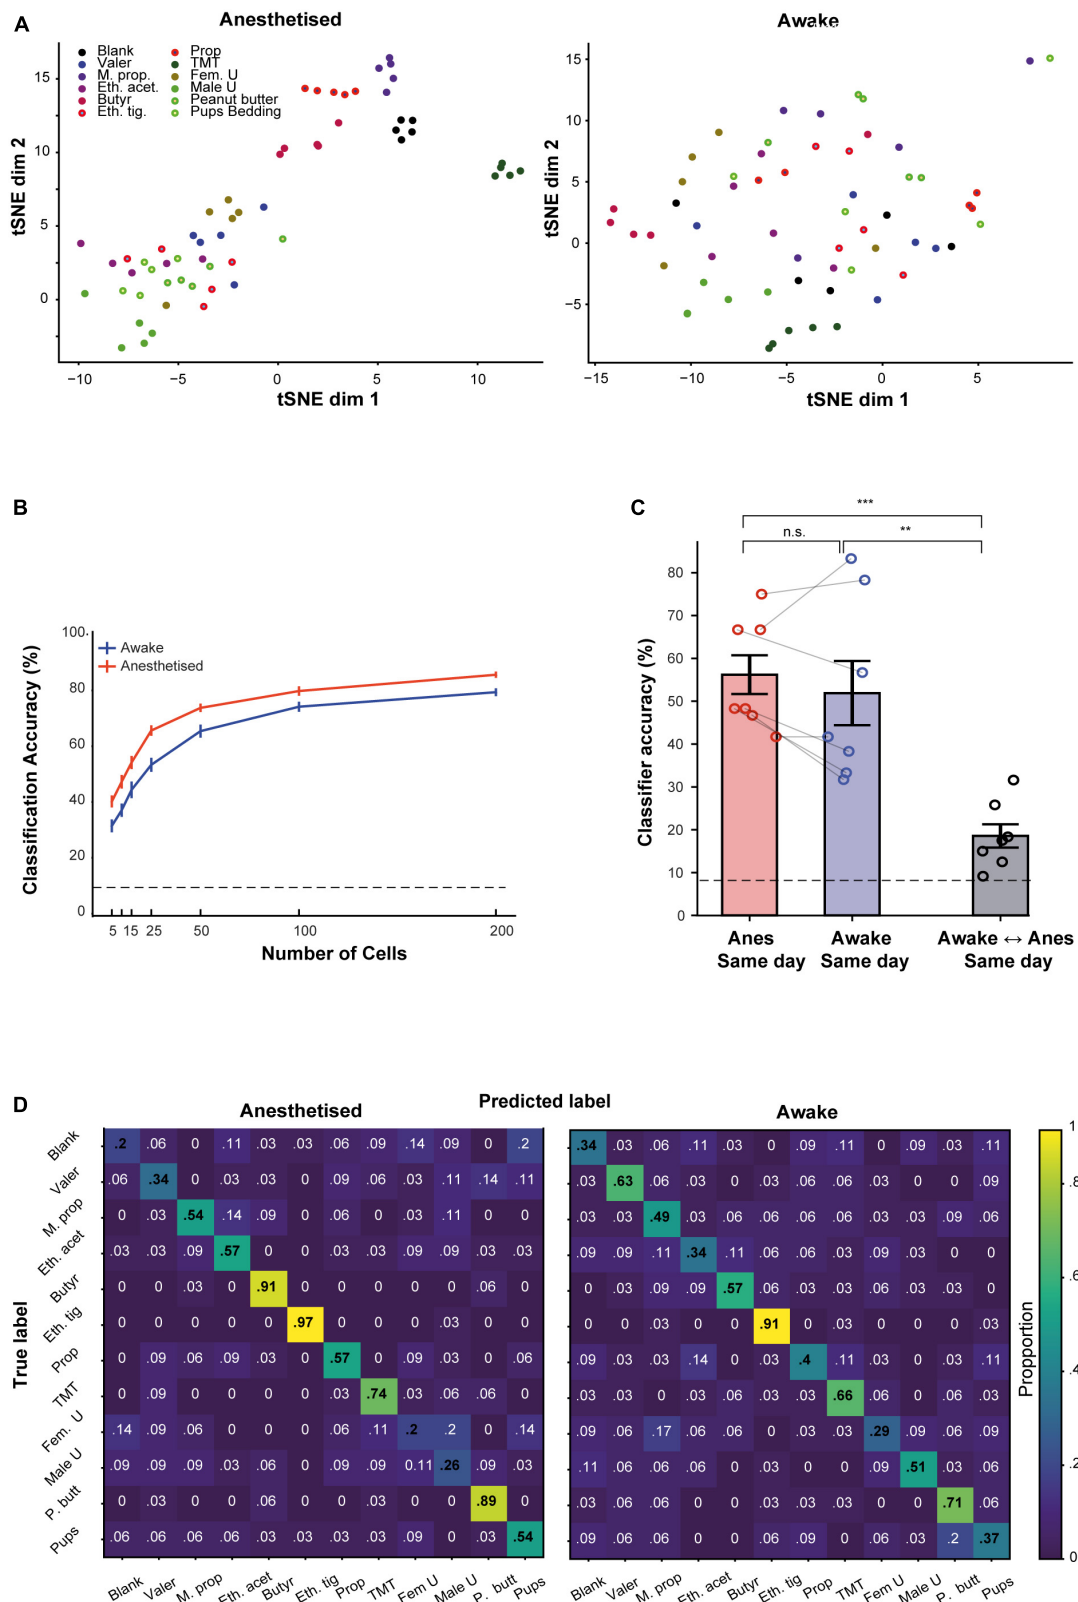 A
Anesthetised
Awake
Blank
Valer
M. prop.
Eth. acet.
Butyr
Eth. tig.
Prop
TMT
Fem. U
Male U
Peanut butter
Pups Bedding
tSNE dim 2
15
10
5
0
−10 −5 0 5 10
tSNE dim 1
tSNE dim 2
15
10
5
0
−5
−15 −10 −5 0 5
tSNE dim 1
B
Classification Accuracy (%)
100.
80
60
40
20
0
Awake
Anesthetised
5 15 25 50 100 200
Number of Cells
C
***
n.s.
**
Classifier accuracy (%)
80
70
60
50
40
30
20
10
0
Anes
Same day
Awake
Same day
Awake ↔ Anes
Same day
D
Predicted label
Anesthetised
Awake
True label
Blank .2 .06 0 .11 .03 .03 .06 .09 .14 .09 0 .2
Valer .06 .34 0 .03 .03 0 .09 .06 .03 .11 .14 .11
M. prop 0 .03 .54 .14 .09 0 .06 0 .03 .11 0 0
Eth. acet .03 .03 .09 .57 0 0 .03 .03 .09 .09 .03 .03
Butyr 0 0 .03 0 .91 0 0 0 0 0 .06 0
Eth. tig 0 0 0 0 0 .97 0 0 0 .03 0 0
Prop 0 .09 .06 .09 .03 0 .57 0 .09 .03 0 .06
TMT 0 .09 0 0 0 0 .03 .74 .03 .06 .06 0
Fem. U .14 .09 .06 0 0 0 .06 .11 .2 .2 0 .14
Male U .09 .09 .09 .03 .06 0 .09 .09 0.11 .26 .09 .03
P. butt 0 .03 0 0 .06 0 0 .03 0 0 .89 0
Pups .06 .06 .06 .03 .06 .03 .03 .03 .09 0 .03 .54
Blank Valer M. prop Eth. acet Butyr Eth. tig Prop TMT Fem U Male U P. butt Pups
.34 .03 .06 .11 .03 0 .03 .11 0 .09 .03 .11
.03 .63 .06 .03 .03 .03 .06 .06 .03 0 0 .09
.03 .03 .49 .03 .06 .06 .06 .06 .03 0 .09 .06
.09 .09 .11 .34 .11 .06 .06 .03 .09 .03 0 0
0 .03 .09 .09 .57 .06 .03 .06 .03 .06 .03 0
0 0 .03 0 0 .91 0 .03 0 0 0 .03
.09 .03 .03 .14 0 .03 .4 .11 .03 .03 0 .11
.03 .03 0 .03 .06 .03 .03 .66 .06 0 .03 .03
.09 .06 .17 .06 .06 0 .03 .03 .29 .06 .06 .09
.11 .06 .06 .06 0 .03 0 0 .09 .51 .03 .06
.03 .06 .06 0 0 .03 .03 .03 0 0 .71 .06
.09 .06 .06 .03 .03 .06 .09 0 .06 .03 .2 .37
Blank Valer M. prop Eth. acet Butyr Eth. tig Prop TMT Fem U Male U P. butt Pups
1
.8
.6
.4
.2
0
Propportion